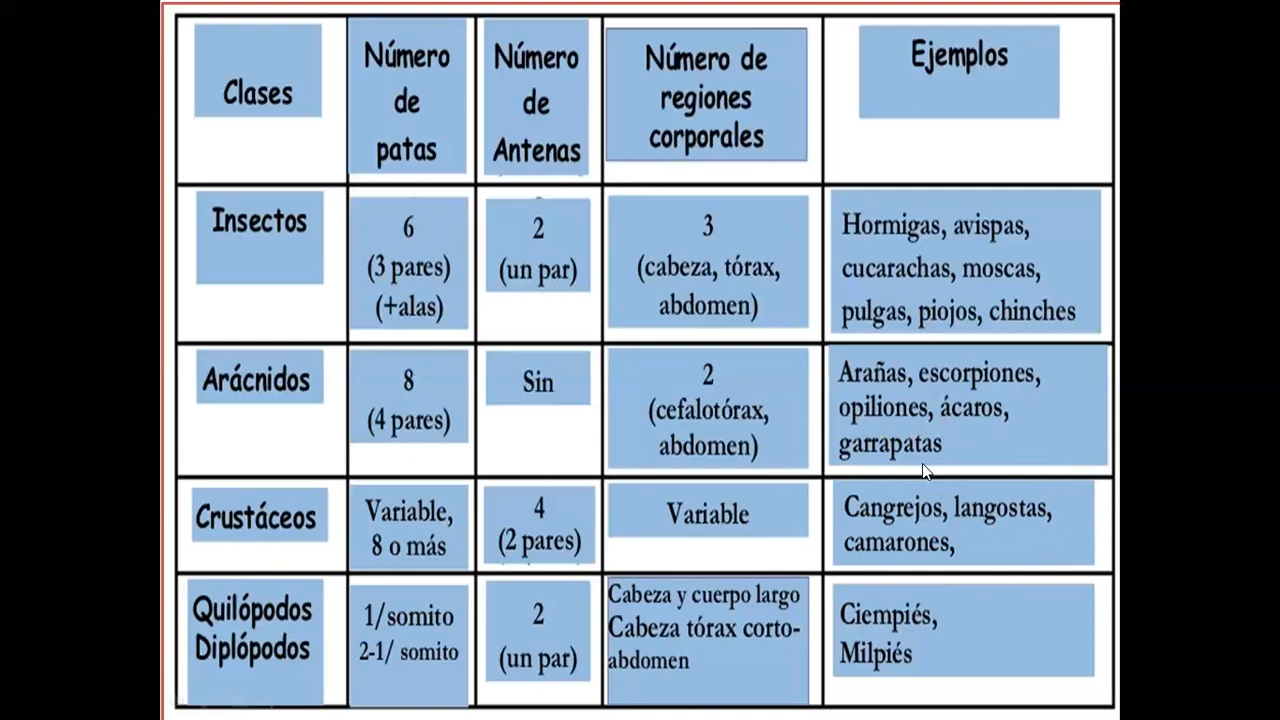 Clases
Número
de
patas
Número
de
Antenas
Número de
regiones
corporales
Ejemplos
Insectos
6
(3 pares)
(+alas)
2
(un par)
3
(cabeza, tórax,
abdomen)
Hormigas, avispas,
cucarachas, moscas,
pulgas, piojos, chinches
Arácnidos
8
(4 pares)
Sin
2
(cefalotórax,
abdomen)
Arañas, escorpiones,
opiliones, ácaros,
garrapatas
Crustáceos
Variable,
8 o más
4
(2 pares)
Variable
Cangrejos, langostas,
camarones,
Quilópodos
Diplópodos
1/somito
2-1/ somito
2
(un par)
Cabeza y cuerpo largo
Cabeza tórax corto-
abdomen
Ciempiés,
Milpiés